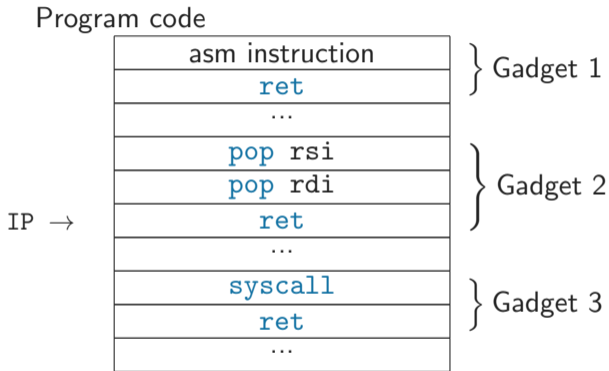 Program code
asm instruction
ret
Gadget 1
...
pop rsi
pop rdi
Gadget 2
IP → ret
...
syscall
ret
Gadget 3
...